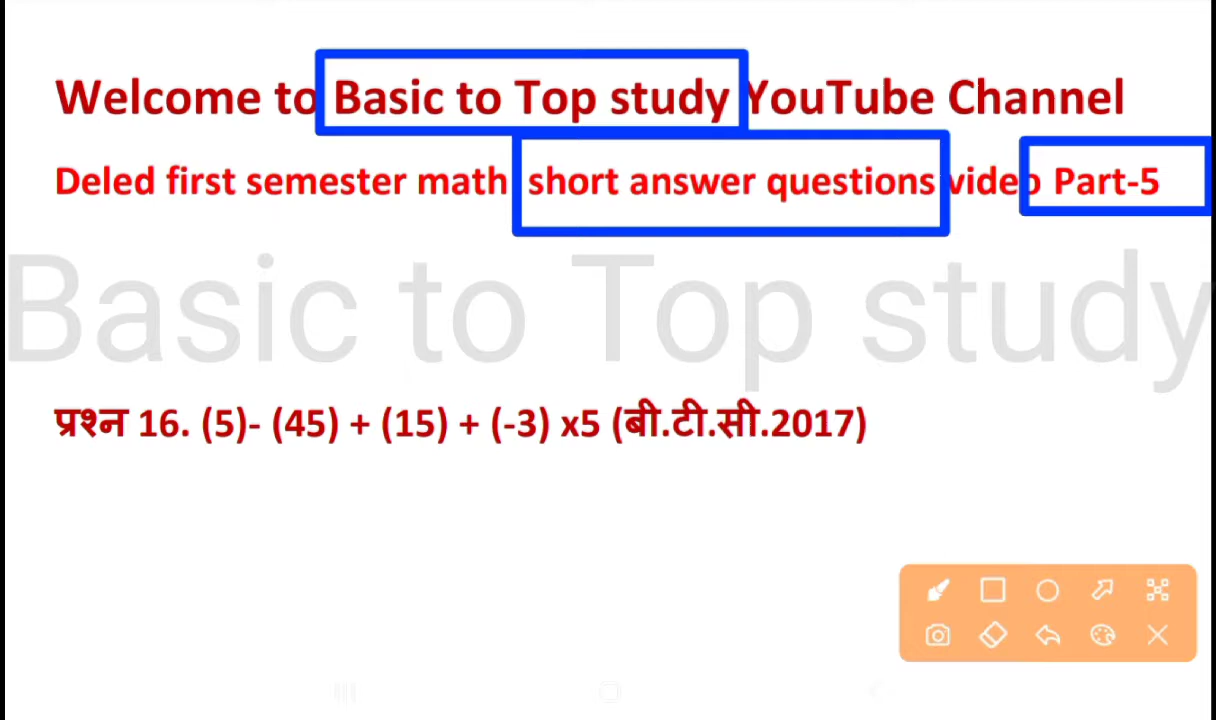 Welcome to Basic to Top study YouTube Channel
Deled first semester math short answer questions video Part-5
Basic to Top study
प्रश्न 16. (5)- (45) + (15) + (-3) x5 (बी.टी.सी.2017)